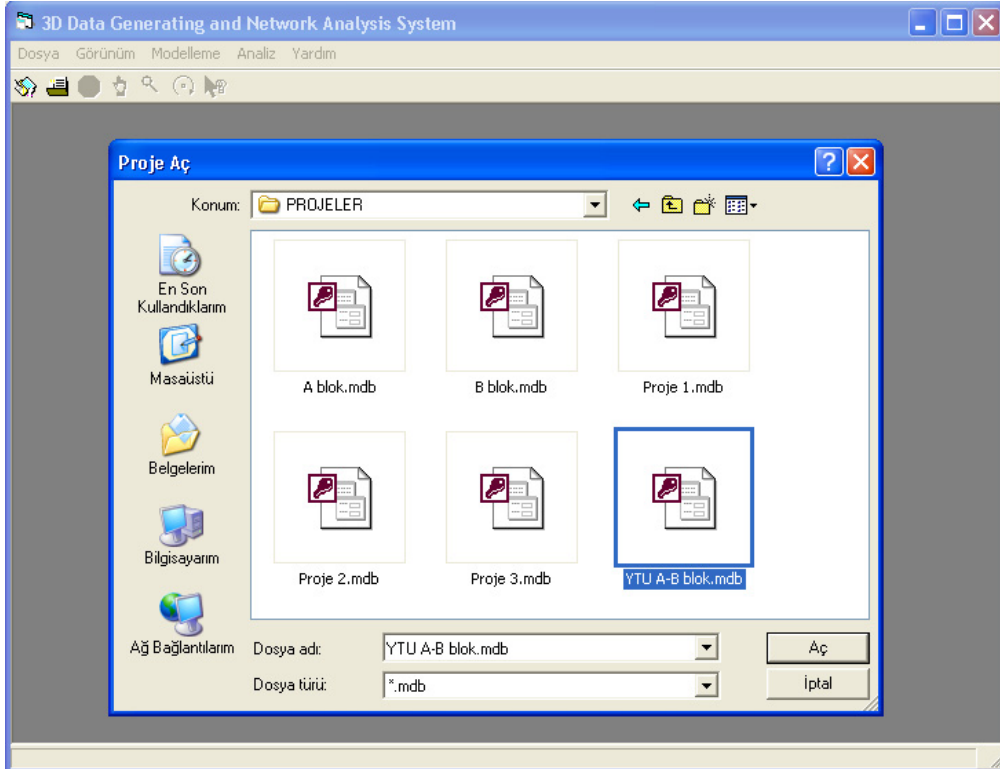 3D Data Generating and Network Analysis System
Dosya Görünüm Modelleme Analiz Yardım
Proje Aç
Konum: PROJELER
En Son
Kullandıklarım
Masaüstü
Belgelerim
Bilgisayarım
Ağ Bağlantılarım
A blok.mdb B blok.mdb Proje 1.mdb
Proje 2.mdb Proje 3.mdb YTU A-B blok.mdb
Dosya adı: YTU A-B blok.mdb Aç
Dosya türü: *.mdb İptal